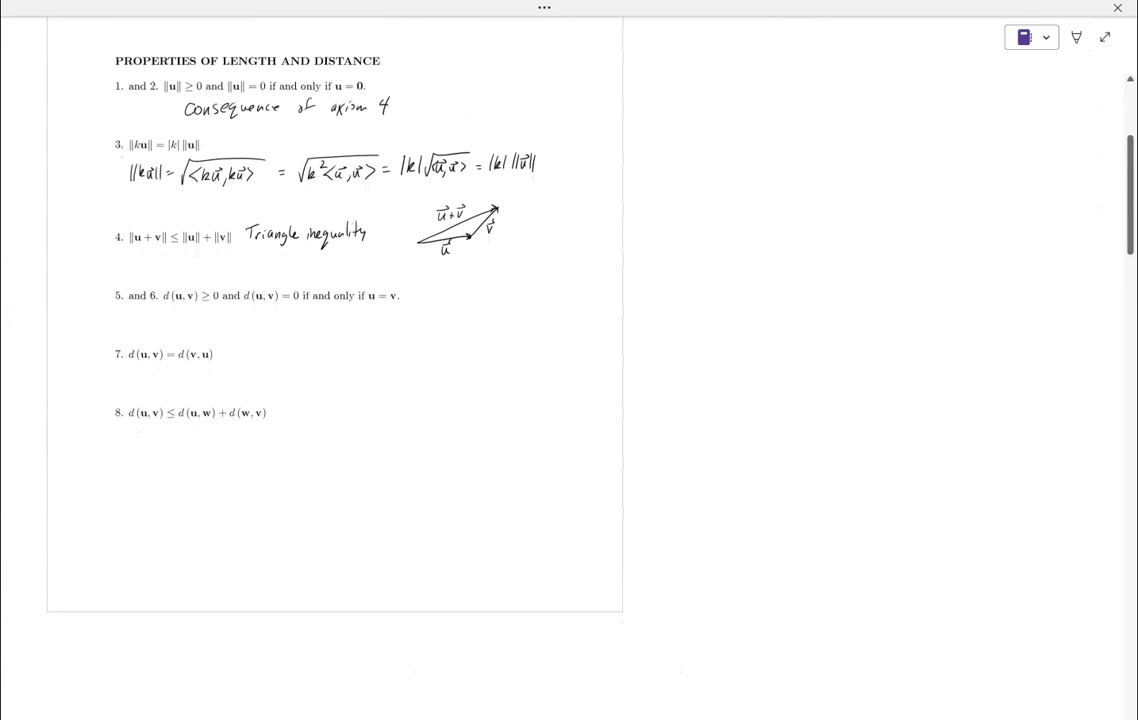 PROPERTIES OF LENGTH AND DISTANCE
1. and 2. ‖u‖ ≥ 0 and ‖u‖ = 0 if and only if u = 0.
Consequence of axiom 4
3. ‖ku‖ = |k| ‖u‖
‖ku⃗‖ = √<ku⃗, ku⃗> = √k²<u⃗, u⃗> = |k|√<u⃗, u⃗> = |k| ‖u⃗‖
u⃗+v⃗
v⃗
4. ‖u + v‖ ≤ ‖u‖ + ‖v‖ Triangle inequality
u⃗
5. and 6. d(u, v) ≥ 0 and d(u, v) = 0 if and only if u = v.
7. d(u, v) = d(v, u)
8. d(u, v) ≤ d(u, w) + d(w, v)